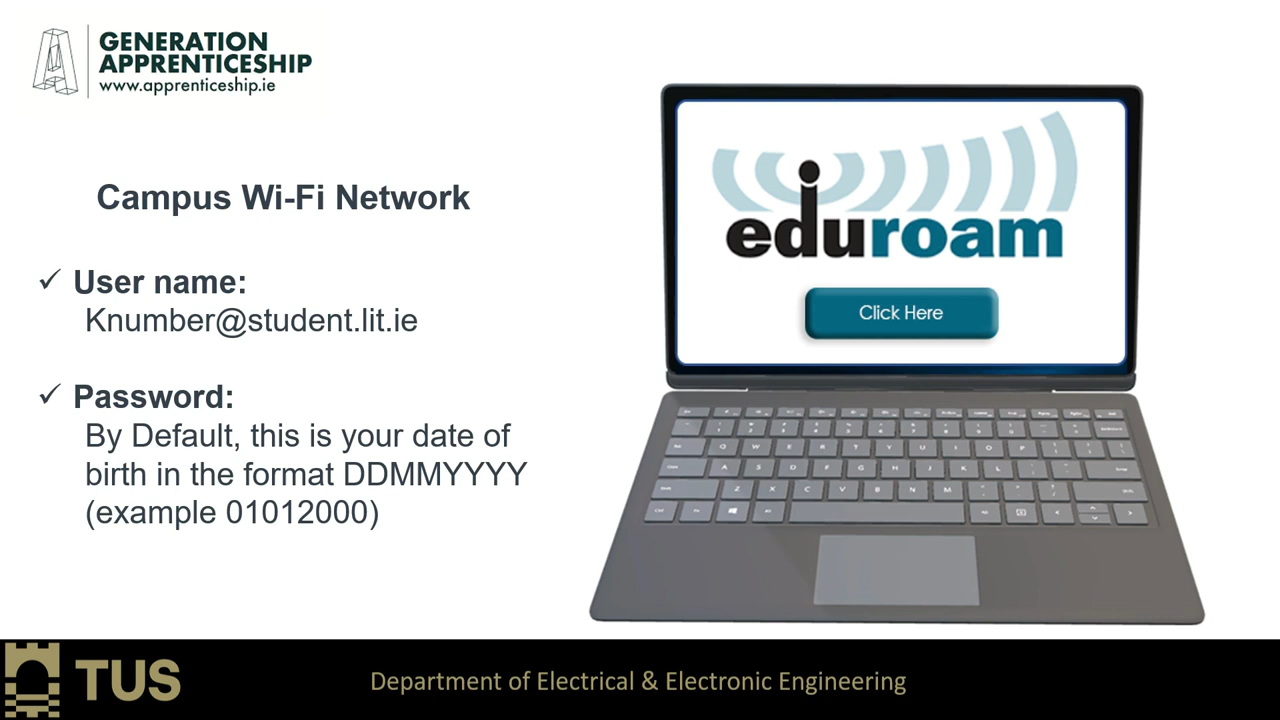 GENERATION
APPRENTICESHIP
www.apprenticeship.ie
Campus Wi-Fi Network
✓ User name:
Knumber@student.lit.ie
✓ Password:
By Default, this is your date of
birth in the format DDMMYYYY
(example 01012000)
eduroam
Click Here
Q W E R T Y U I O P
A S D F G H J K L
Z X C V B N M
TUS
Department of Electrical & Electronic Engineering